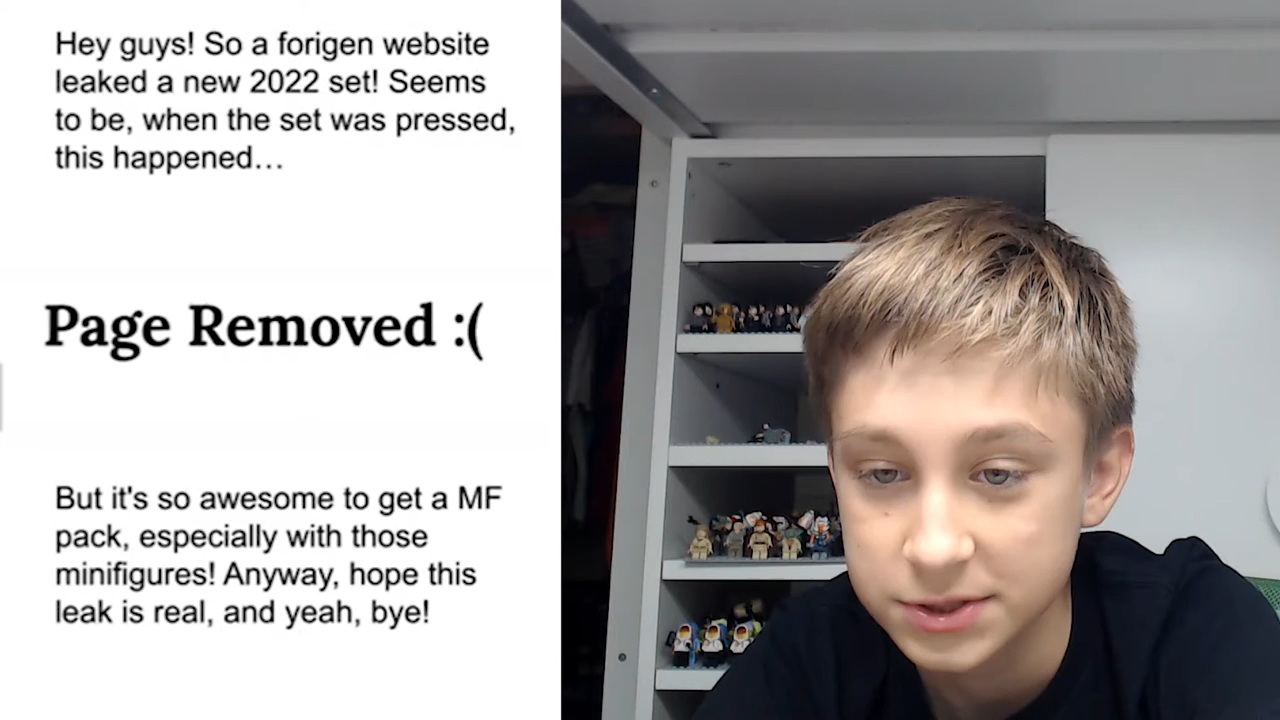 Hey guys! So a forigen website
leaked a new 2022 set! Seems
to be, when the set was pressed,
this happened…
Page Removed :(
But it's so awesome to get a MF
pack, especially with those
minifigures! Anyway, hope this
leak is real, and yeah, bye!